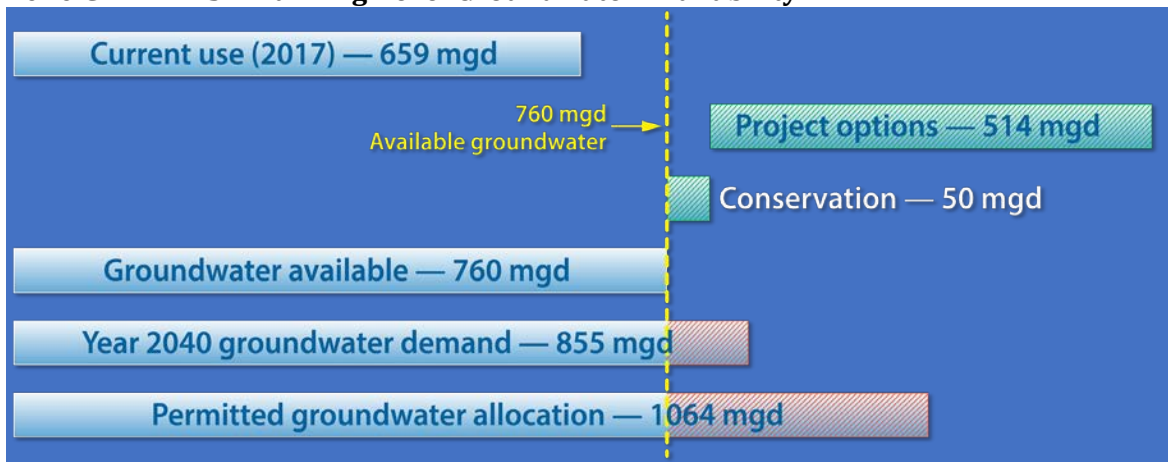 Current use (2017) — 659 mgd
760 mgd
Available groundwater
Project options — 514 mgd
Conservation — 50 mgd
Groundwater available — 760 mgd
Year 2040 groundwater demand — 855 mgd
Permitted groundwater allocation — 1064 mgd